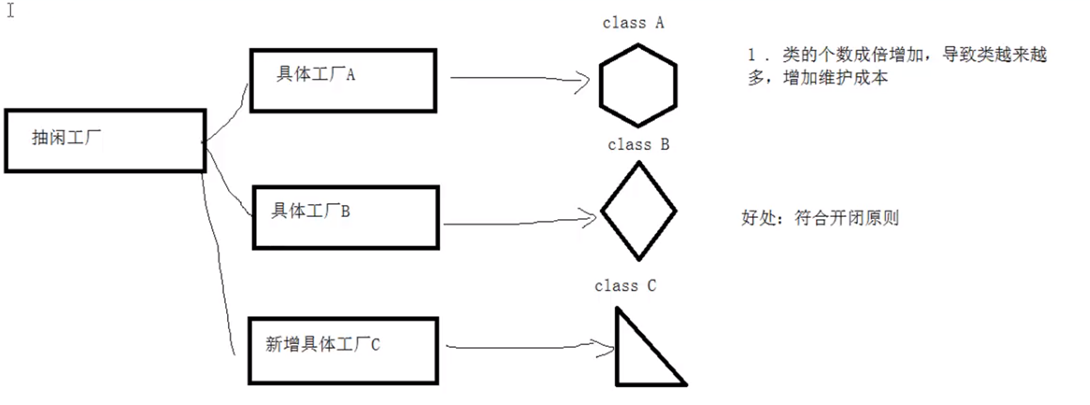 class A
具体工厂A
1 . 类的个数成倍增加，导致类越来越
多，增加维护成本
抽闲工厂
class B
具体工厂B
好处：符合开闭原则
class C
新增具体工厂C